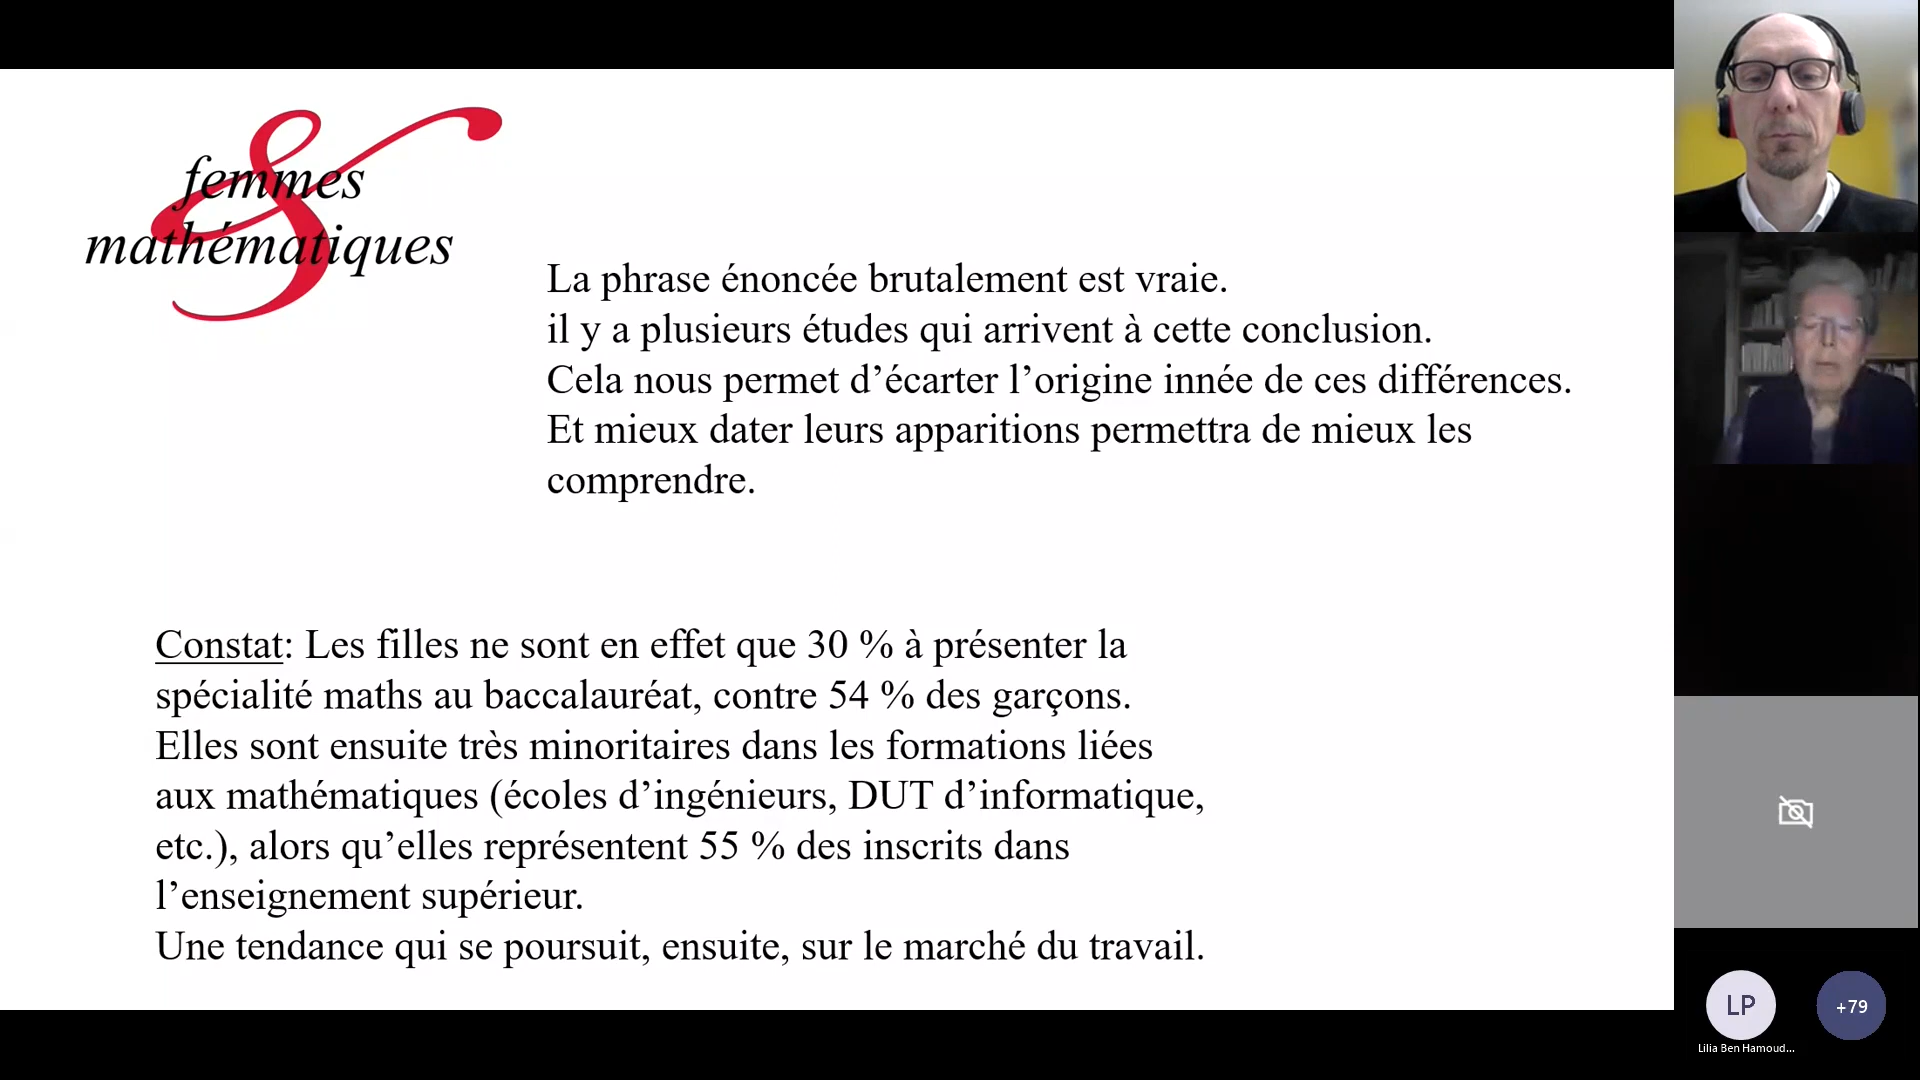 femmes
&
mathématiques
La phrase énoncée brutalement est vraie.
il y a plusieurs études qui arrivent à cette conclusion.
Cela nous permet d’écarter l’origine innée de ces différences.
Et mieux dater leurs apparitions permettra de mieux les
comprendre.
Constat: Les filles ne sont en effet que 30 % à présenter la
spécialité maths au baccalauréat, contre 54 % des garçons.
Elles sont ensuite très minoritaires dans les formations liées
aux mathématiques (écoles d’ingénieurs, DUT d’informatique,
etc.), alors qu’elles représentent 55 % des inscrits dans
l’enseignement supérieur.
Une tendance qui se poursuit, ensuite, sur le marché du travail.
LP
+79
Lilia Ben Hamoud...